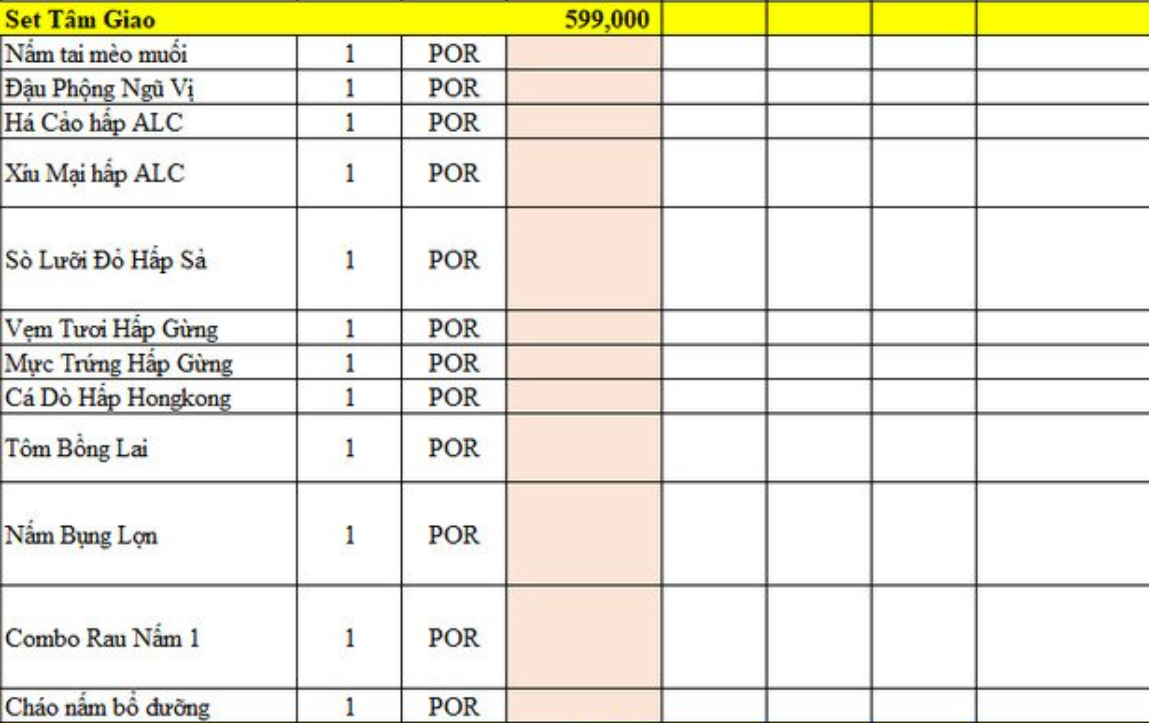 Set Tâm Giao 599,000
Nấm tai mèo muối 1 POR
Đậu Phộng Ngũ Vị 1 POR
Há Cảo hấp ALC 1 POR
Xíu Mại hấp ALC 1 POR
Sò Lưỡi Đỏ Hấp Sả 1 POR
Vẹm Tươi Hấp Gừng 1 POR
Mực Trứng Hấp Gừng 1 POR
Cá Dò Hấp Hongkong 1 POR
Tôm Bồng Lai 1 POR
Nấm Bụng Lợn 1 POR
Combo Rau Nấm 1 1 POR
Cháo nấm bổ dưỡng 1 POR